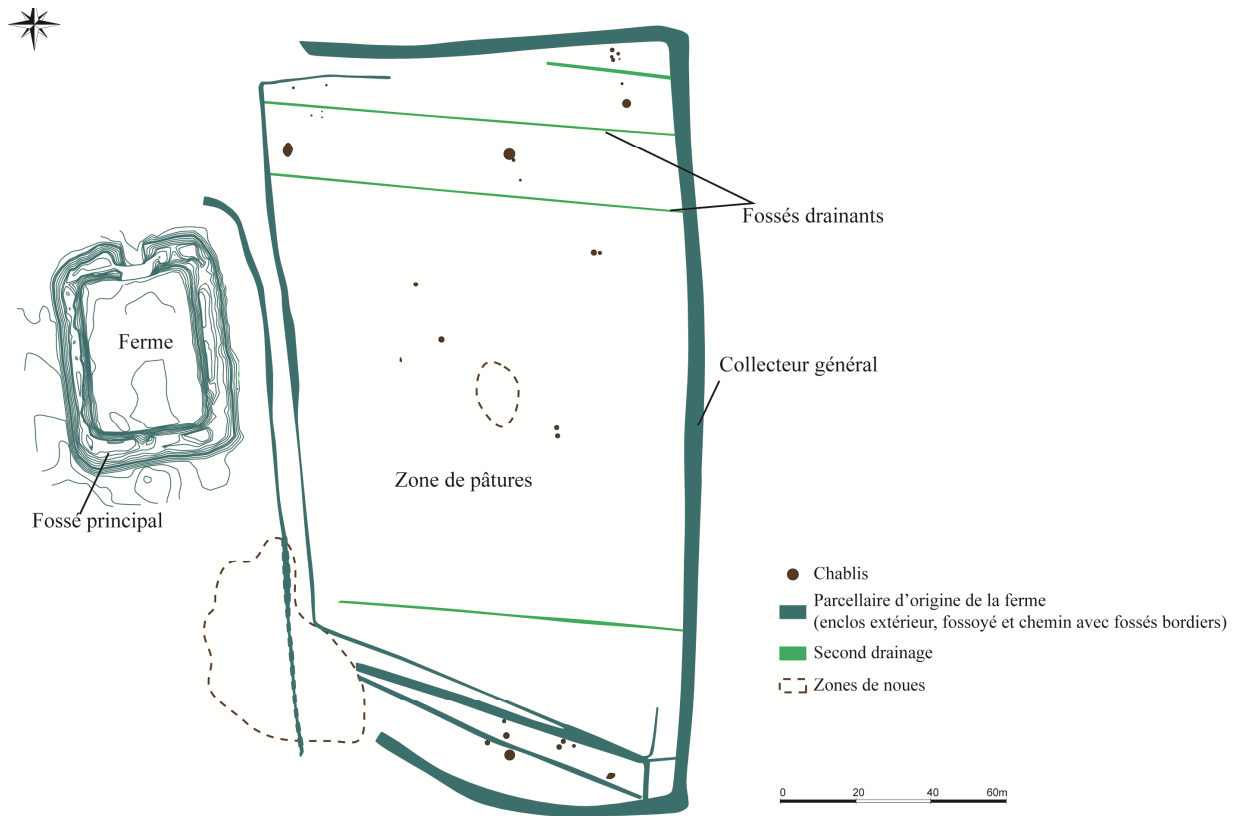 Fossés drainants
Ferme
Collecteur général
Zone de pâtures
Fossé principal
Chablis
Parcellaire d'origine de la ferme
(enclos extérieur, fossoyé et chemin avec fossés bordiers)
Second drainage
Zones de noues
0 20 40 60m